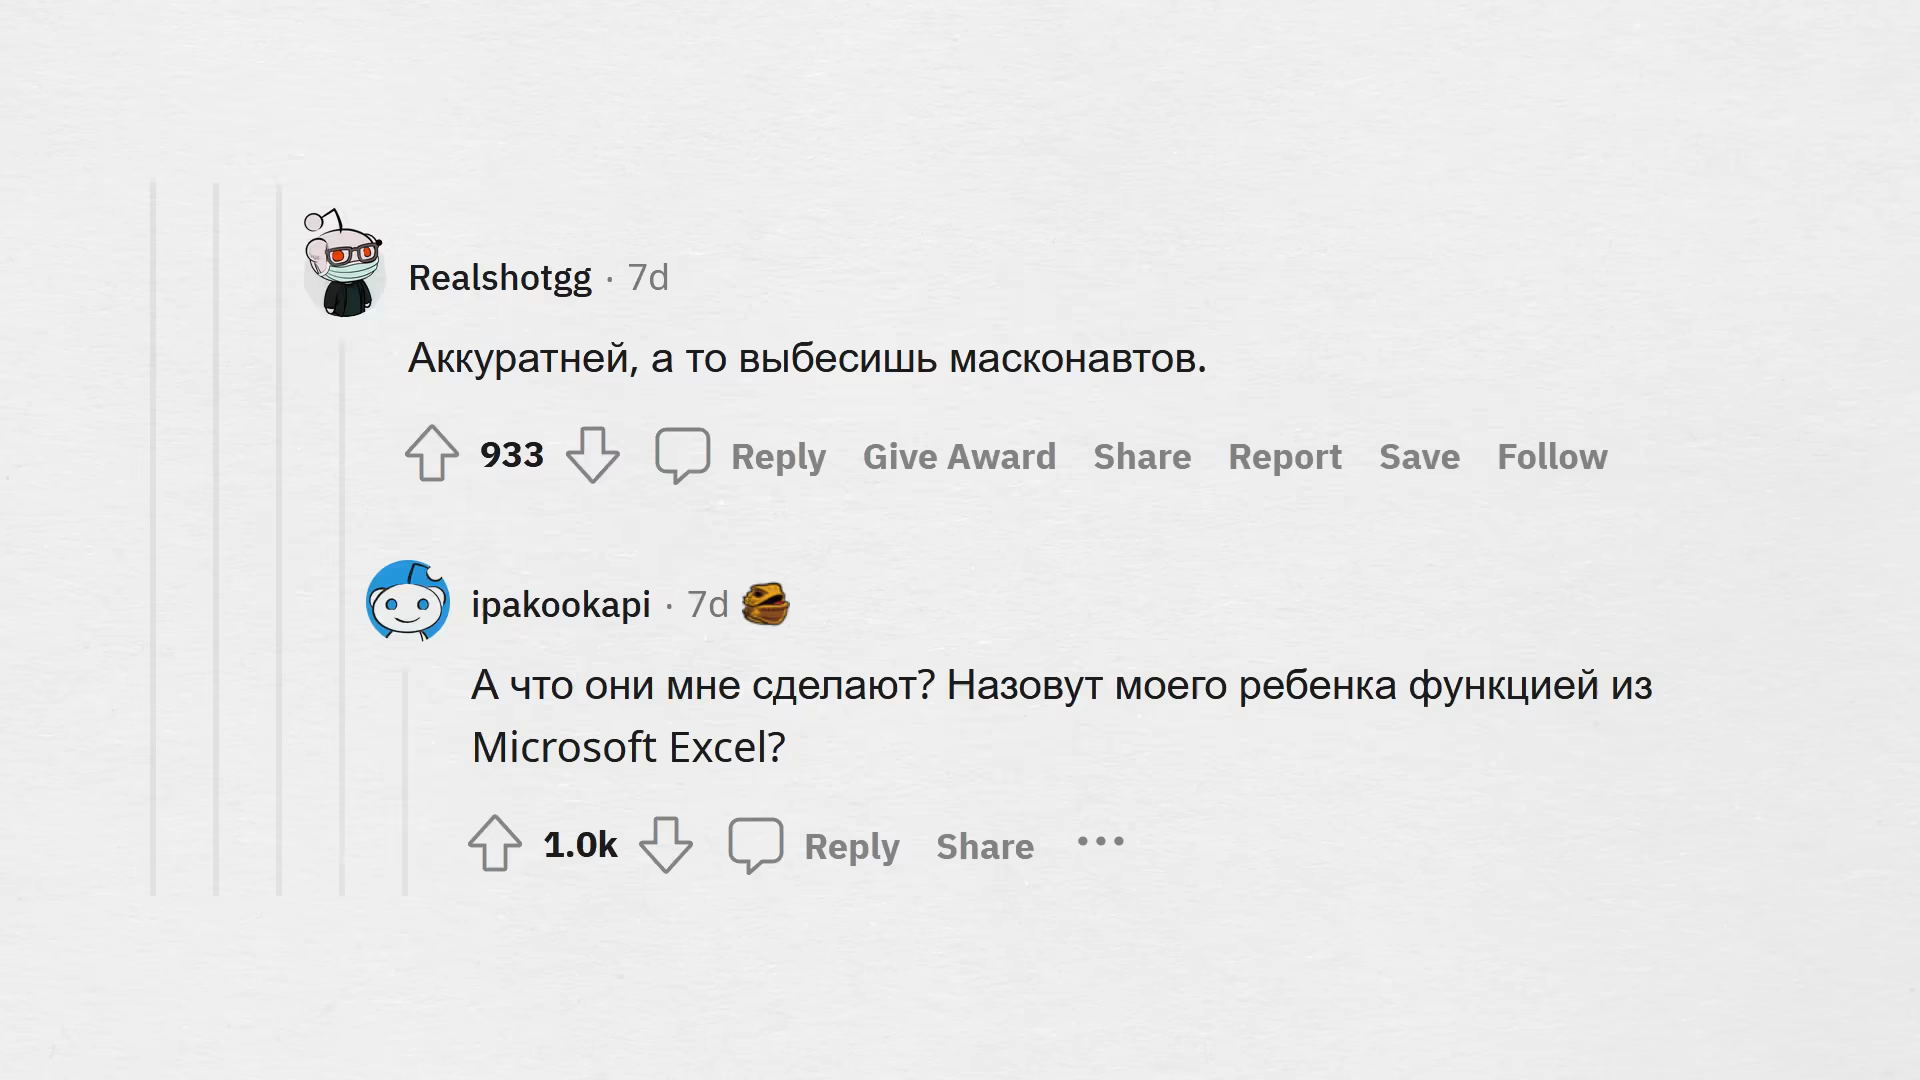 Realshotgg · 7d
Аккуратней, а то выбесишь масконавтов.
933 Reply Give Award Share Report Save Follow
ipakookapi · 7d
А что они мне сделают? Назовут моего ребенка функцией из
Microsoft Excel?
1.0k Reply Share ...